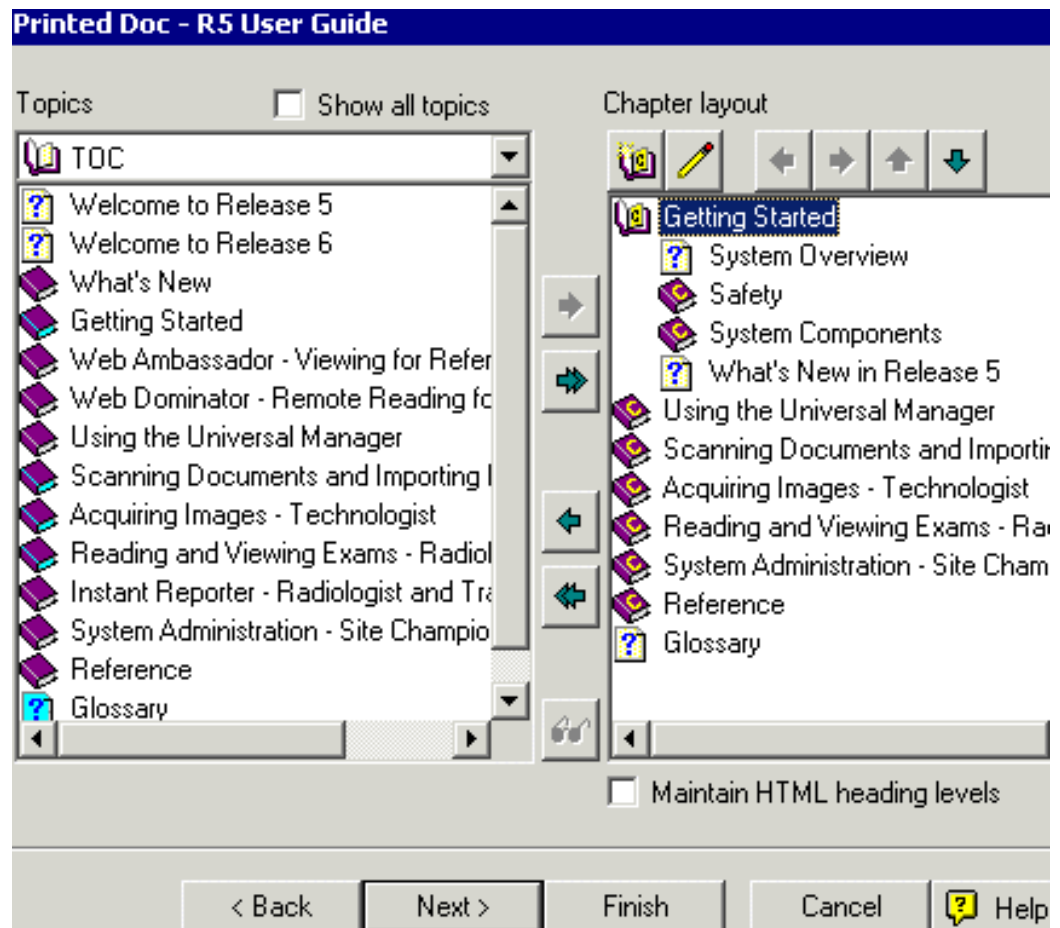 Printed Doc - R5 User Guide
Topics
Show all topics
TOC
Welcome to Release 5
Welcome to Release 6
What's New
Getting Started
Web Ambassador - Viewing for Refer
Web Dominator - Remote Reading fo
Using the Universal Manager
Scanning Documents and Importing
Acquiring Images - Technologist
Reading and Viewing Exams - Radiol
Instant Reporter - Radiologist and Tra
System Administration - Site Champio
Reference
Glossary
Chapter layout
Getting Started
System Overview
Safety
System Components
What's New in Release 5
Using the Universal Manager
Scanning Documents and Importin
Acquiring Images - Technologist
Reading and Viewing Exams - Ra
System Administration - Site Cham
Reference
Glossary
Maintain HTML heading levels
< Back
Next >
Finish
Cancel
Help